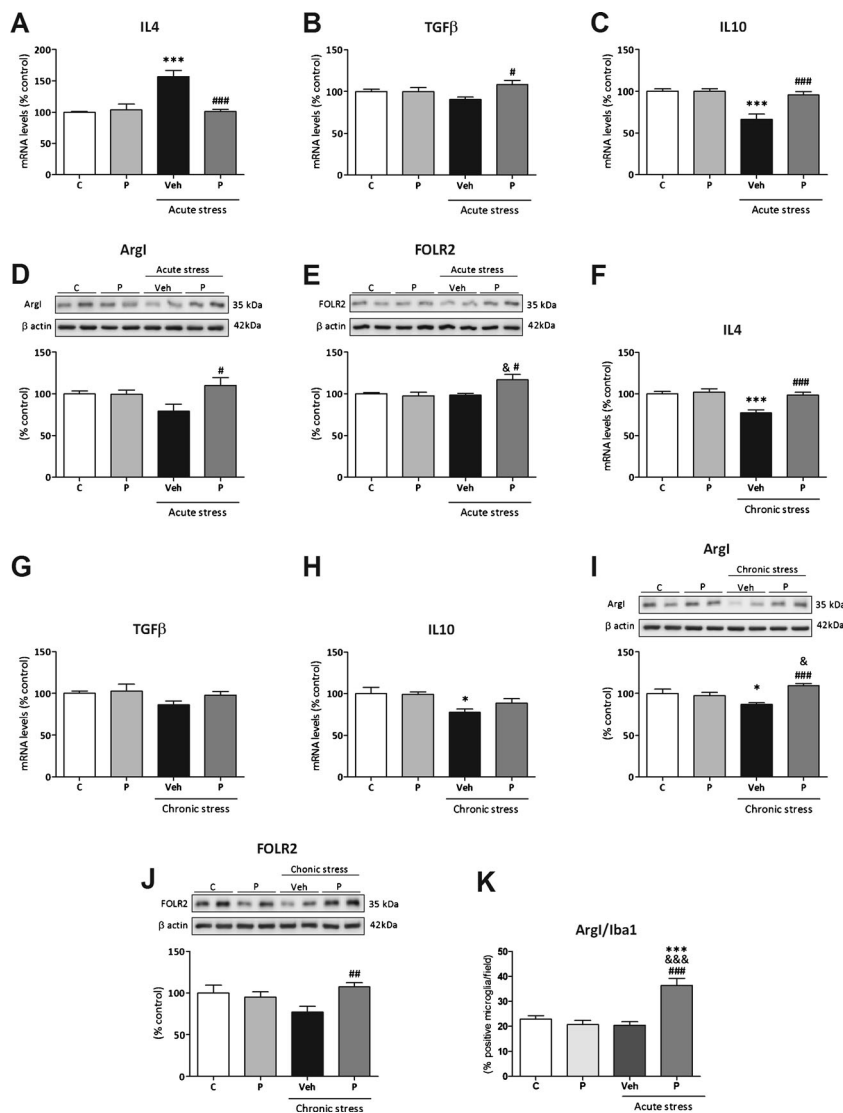 A
IL4
mRNA levels (% control)
200
150
100
50
0
***
###
C P Veh P
Acute stress
B
TGFβ
mRNA levels (% control)
150
100
50
0
#
C P Veh P
Acute stress
C
IL10
mRNA levels (% control)
150
100
50
0
***
###
C P Veh P
Acute stress
D
ArgI
Acute stress
C P Veh P
ArgI 35 kDa
β actin 42kDa
(% control)
150
100
50
0
#
C P Veh P
Acute stress
E
FOLR2
Acute stress
C P Veh P
FOLR2 35 kDa
β actin 42kDa
(% control)
150
100
50
0
& #
C P Veh P
Acute stress
F
IL4
mRNA levels (% control)
150
100
50
0
***
###
C P Veh P
Chronic stress
G
TGFβ
mRNA levels (% control)
150
100
50
0
C P Veh P
Chronic stress
H
IL10
mRNA levels (% control)
150
100
50
0
*
C P Veh P
Chronic stress
I
ArgI
Chronic stress
C P Veh P
ArgI 35 kDa
β actin 42kDa
(% control)
150
100
50
0
*
&
###
C P Veh P
Chronic stress
J
FOLR2
Chonic stress
C P Veh P
FOLR2 35 kDa
β actin 42kDa
(% control)
150
100
50
0
##
C P Veh P
Chronic stress
K
ArgI/Iba1
(% positive microglia/field)
50
40
30
20
10
0
***
&&&
###
C P Veh P
Acute stress